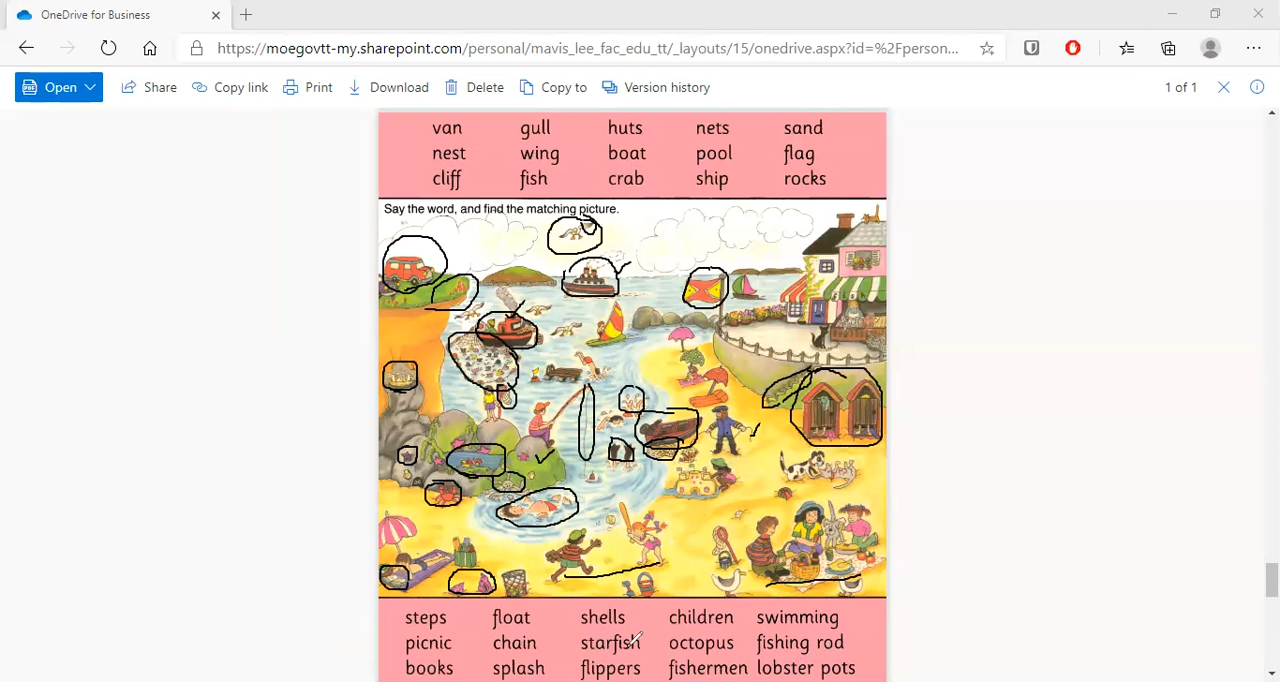 OneDrive for Business
https://moegovtt-my.sharepoint.com/personal/mavis_lee_fac_edu_tt/_layouts/15/onedrive.aspx?id=%2Fperson...
Open Share Copy link Print Download Delete Copy to Version history 1 of 1
van gull huts nets sand
nest wing boat pool flag
cliff fish crab ship rocks
Say the word, and find the matching picture.
steps float shells children swimming
picnic chain starfish octopus fishing rod
books splash flippers fishermen lobster pots